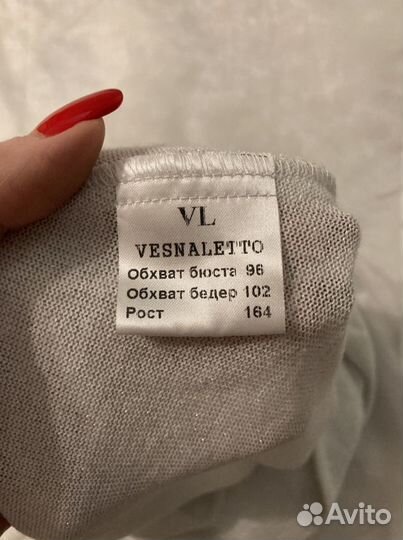 VL
VESNALETTO
Обхват бюста 96
Обхват бедер 102
Рост 164
Avito